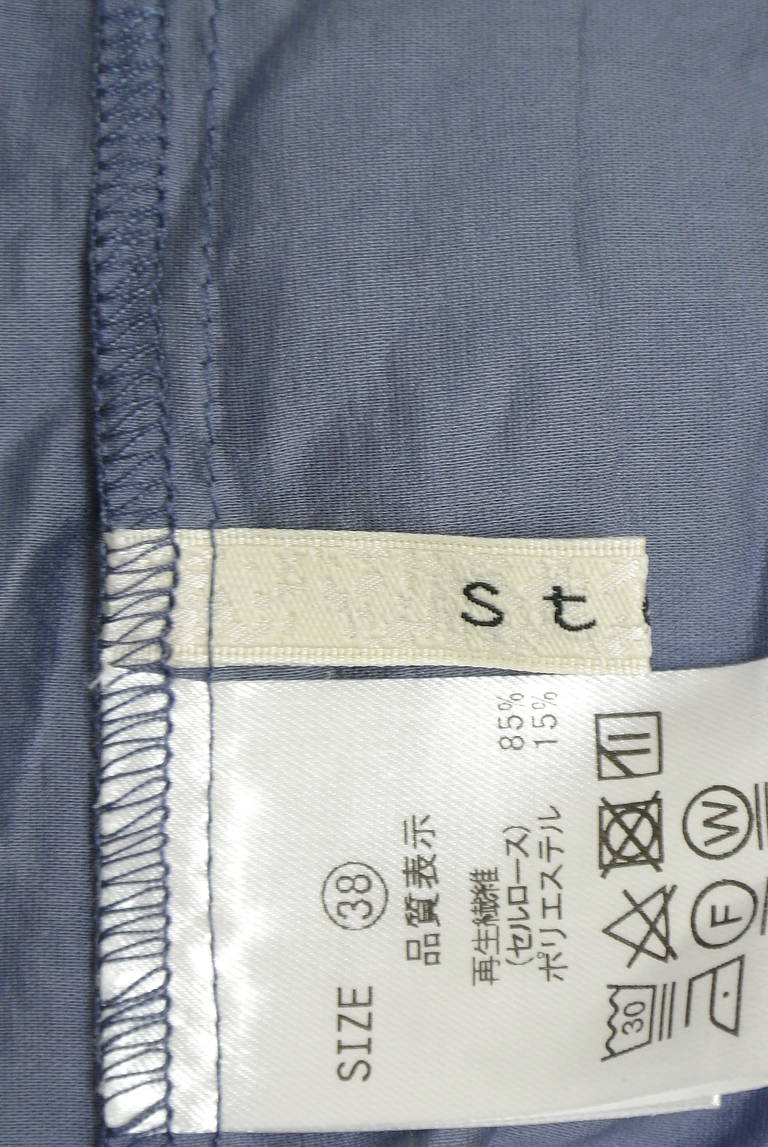 St
SIZE 38
品質表示
再生繊維 85%
(セルロース)
ポリエステル 15%
30
F
W